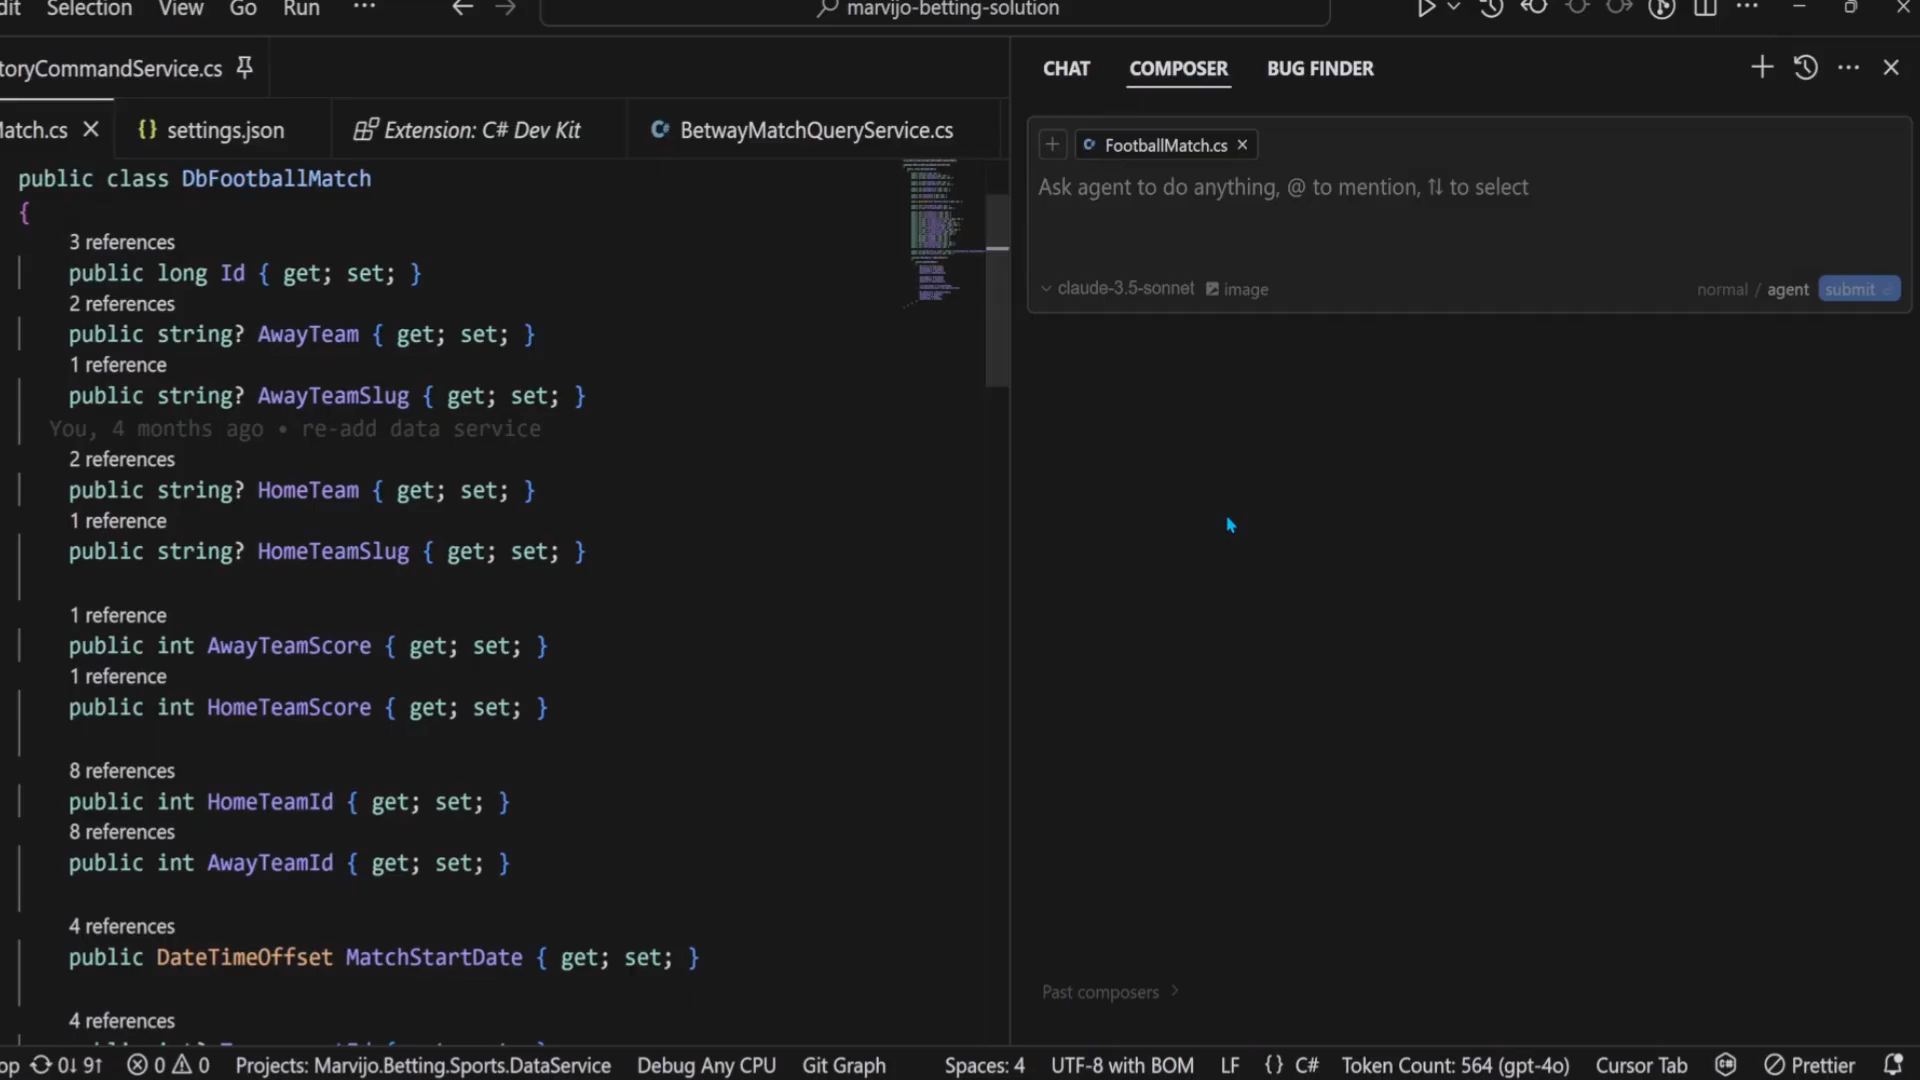 dit Selection View Go Run ··· marvijo-betting-solution
toryCommandService.cs
Match.cs {} settings.json Extension: C# Dev Kit BetwayMatchQueryService.cs
public class DbFootballMatch
{
3 references
public long Id { get; set; }
2 references
public string? AwayTeam { get; set; }
1 reference
public string? AwayTeamSlug { get; set; }
You, 4 months ago • re-add data service
2 references
public string? HomeTeam { get; set; }
1 reference
public string? HomeTeamSlug { get; set; }
1 reference
public int AwayTeamScore { get; set; }
1 reference
public int HomeTeamScore { get; set; }
8 references
public int HomeTeamId { get; set; }
8 references
public int AwayTeamId { get; set; }
4 references
public DateTimeOffset MatchStartDate { get; set; }
4 references
CHAT COMPOSER BUG FINDER
FootballMatch.cs
Ask agent to do anything, @ to mention, ⇅ to select
claude-3.5-sonnet image normal / agent submit
Past composers
op 0↓ 9↑ 0 0 Projects: Marvijo.Betting.Sports.DataService Debug Any CPU Git Graph Spaces: 4 UTF-8 with BOM LF {} C# Token Count: 564 (gpt-4o) Cursor Tab Prettier